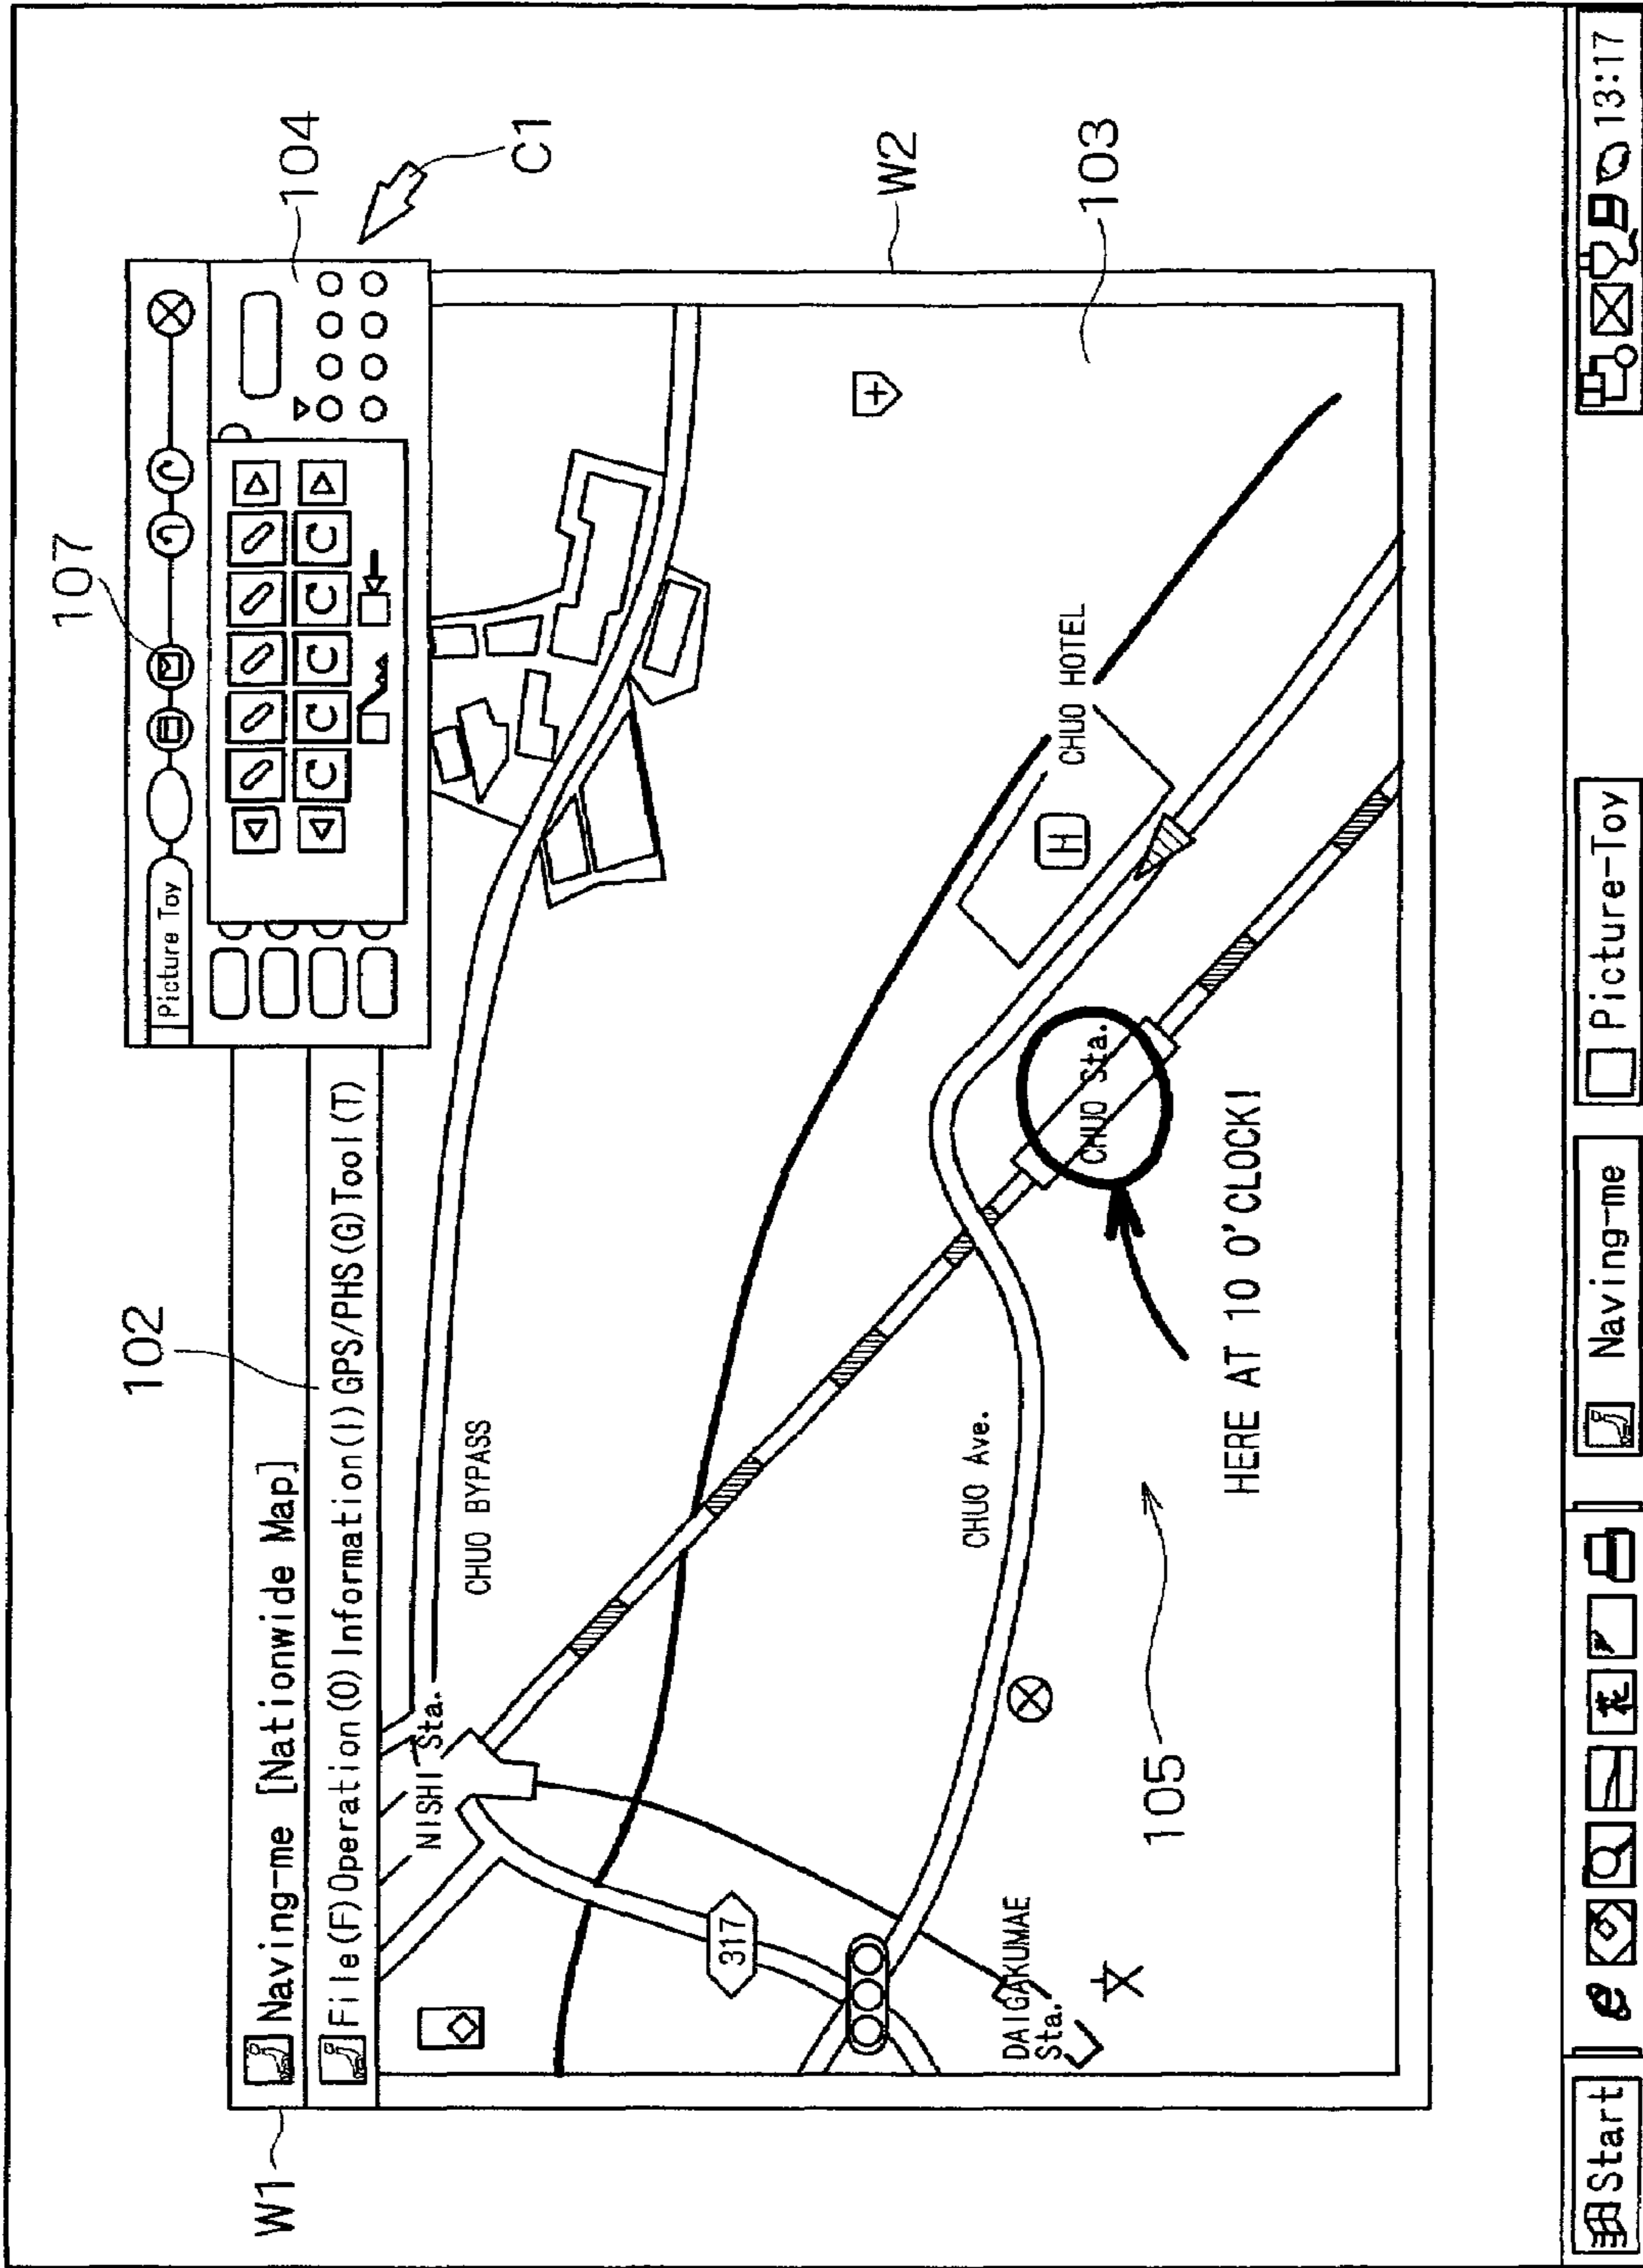 107
104
C1
Picture Toy
102
W1
Naving-me [Nationwide Map]
File(F)Operation(O)Information(I)GPS/PHS(G)Tool(T)
NISHI Sta.
CHUO BYPASS
317
W2
103
CHUO HOTEL
H
CHUO Ave.
CHUO Sta.
DAIGAKUMAE
Sta.
文
105
HERE AT 10 O'CLOCK!
Start
e
花
Naving-me
Picture-Toy
13:17